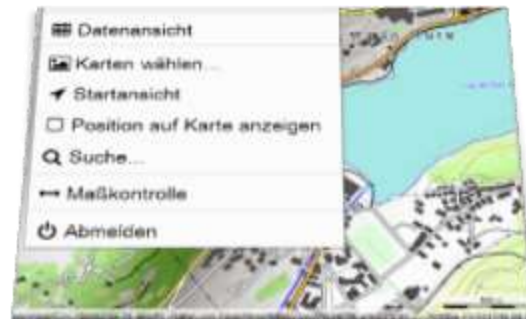 Datenansicht
Karten wählen...
Startansicht
Position auf Karte anzeigen
Suche...
Maßkontrolle
Abmelden